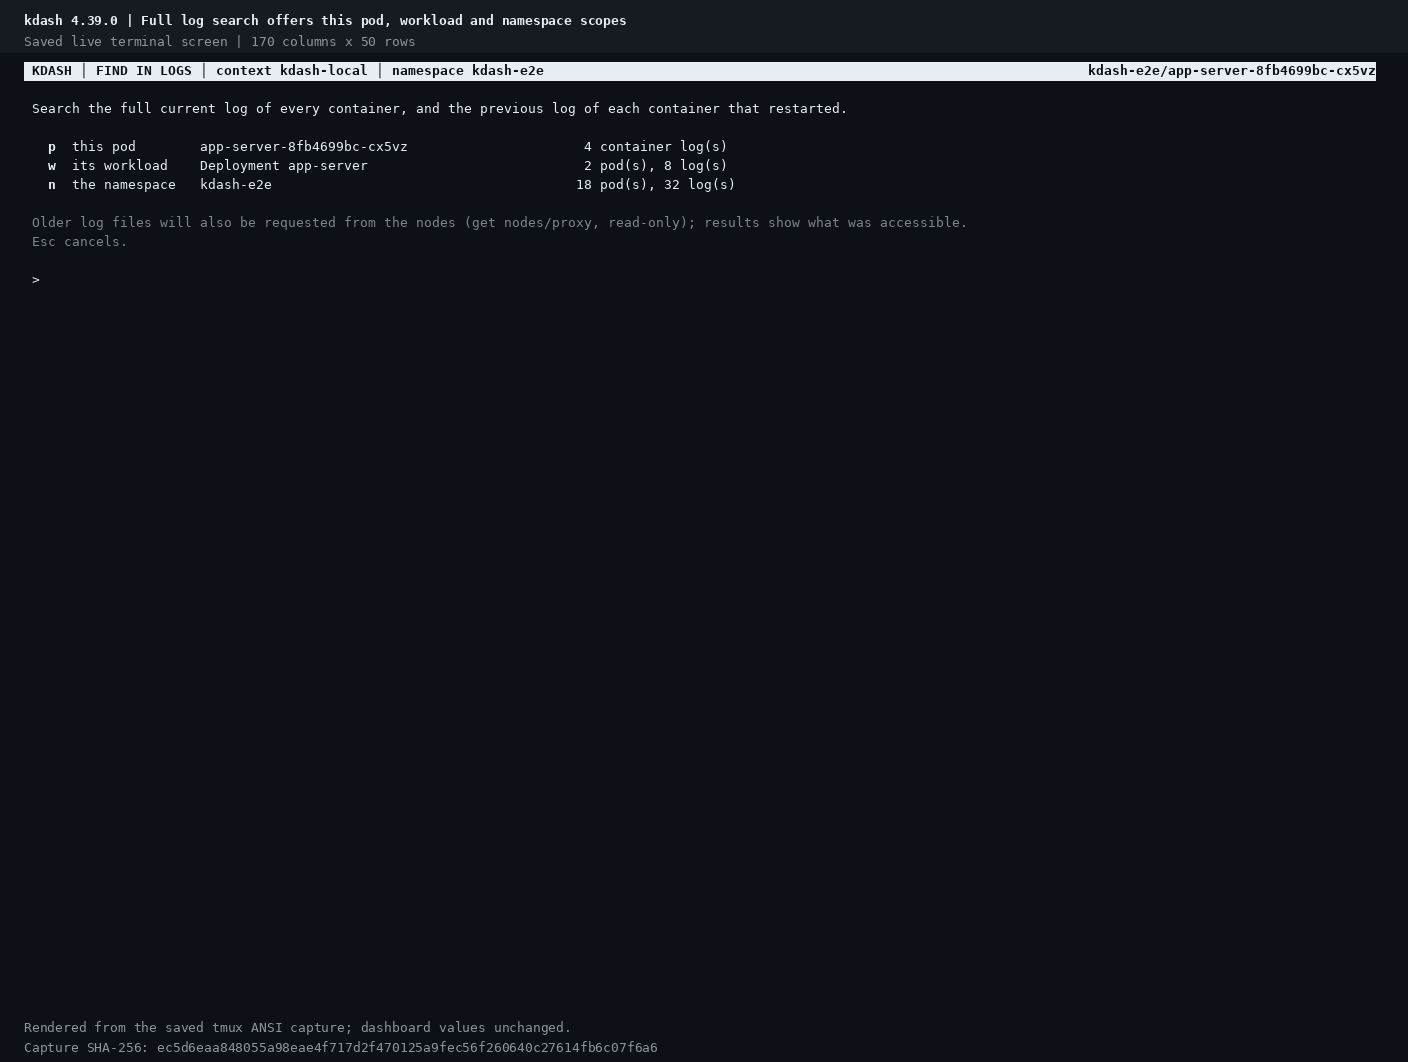 kdash 4.39.0 | Full log search offers this pod, workload and namespace scopes
Saved live terminal screen | 170 columns x 50 rows
KDASH │ FIND IN LOGS │ context kdash-local │ namespace kdash-e2e kdash-e2e/app-server-8fb4699bc-cx5vz
Search the full current log of every container, and the previous log of each container that restarted.
p this pod app-server-8fb4699bc-cx5vz 4 container log(s)
w its workload Deployment app-server 2 pod(s), 8 log(s)
n the namespace kdash-e2e 18 pod(s), 32 log(s)
Older log files will also be requested from the nodes (get nodes/proxy, read-only); results show what was accessible.
Esc cancels.
>
Rendered from the saved tmux ANSI capture; dashboard values unchanged.
Capture SHA-256: ec5d6eaa848055a98eae4f717d2f470125a9fec56f260640c27614fb6c07f6a6